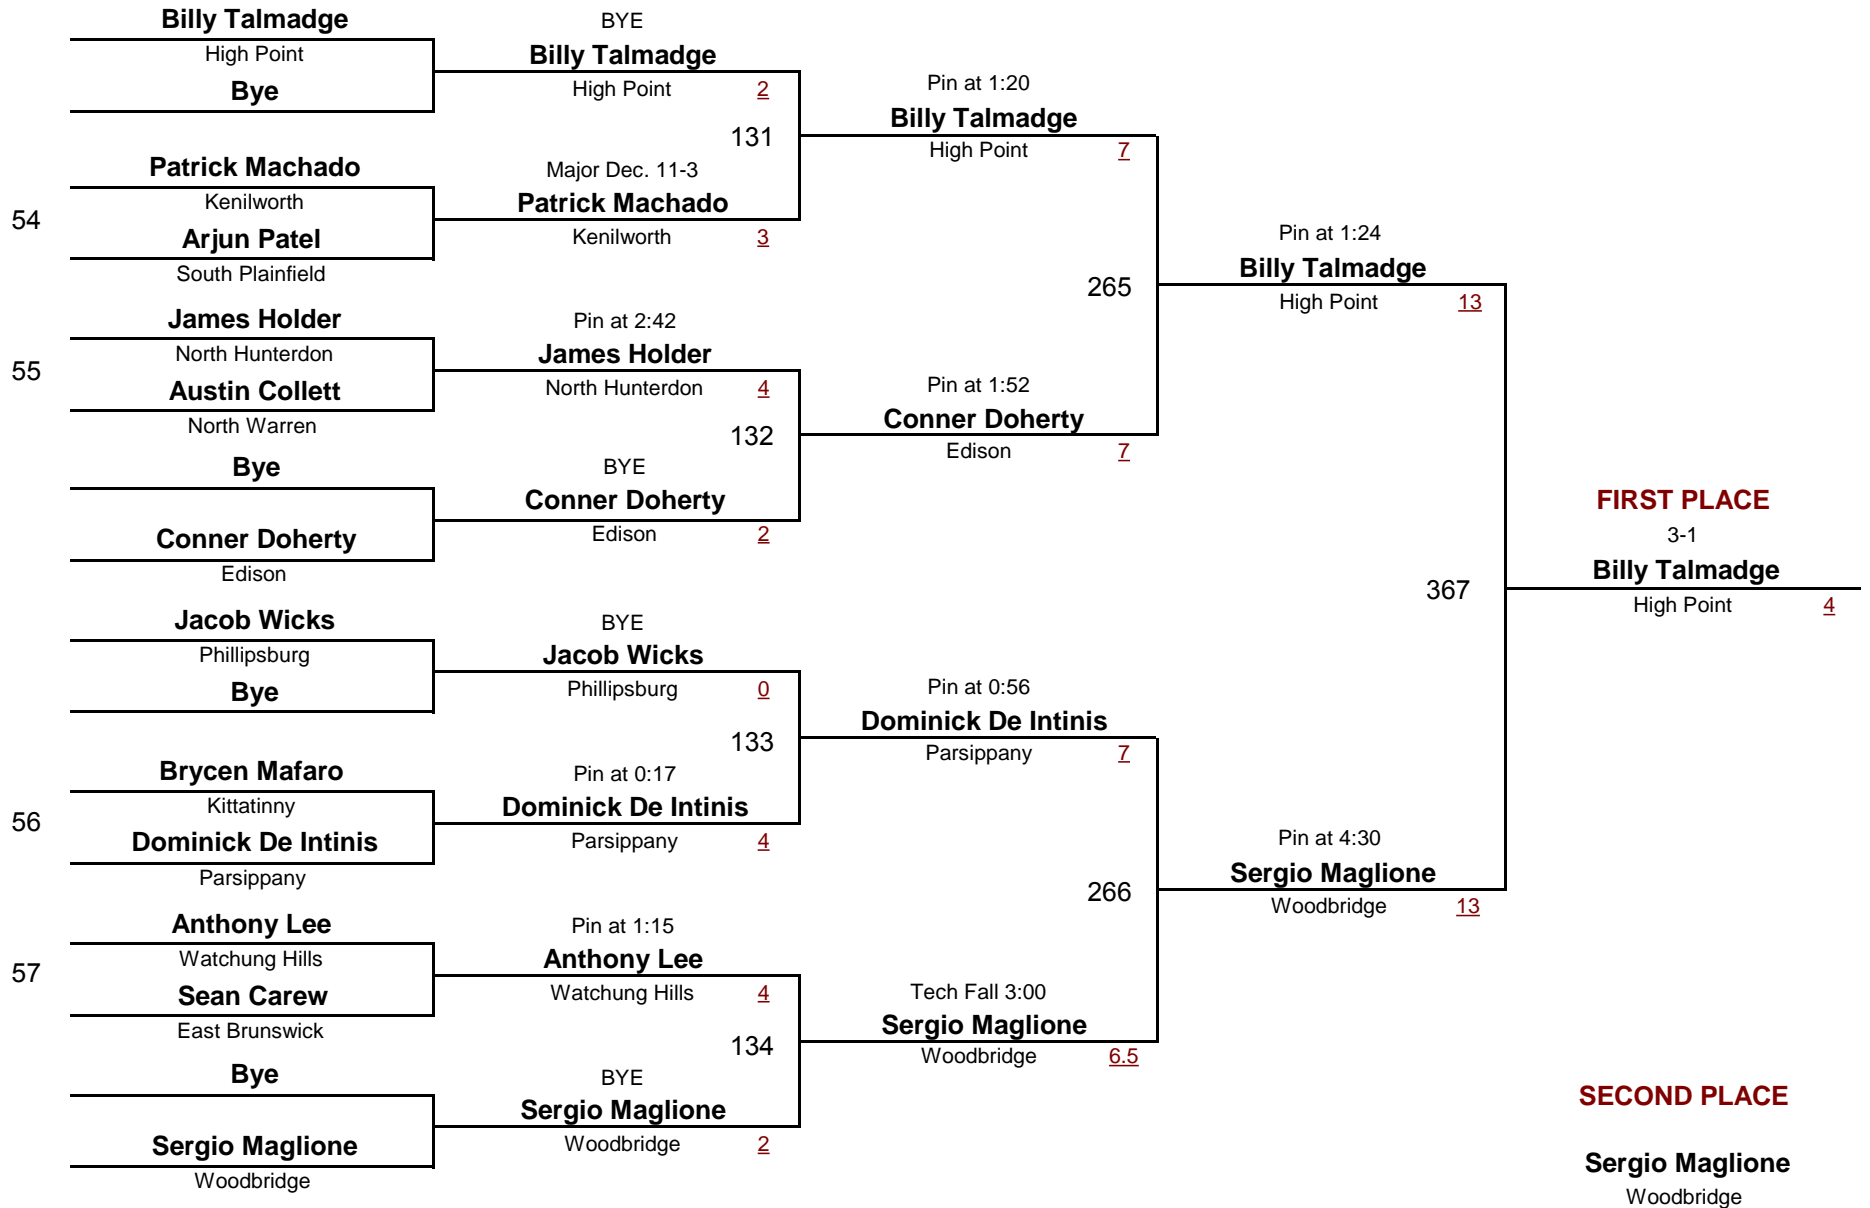 Billy Talmadge
High Point
Bye
54
Patrick Machado
Kenilworth
Arjun Patel
South Plainfield
55
James Holder
North Hunterdon
Austin Collett
North Warren
Bye
Conner Doherty
Edison
Jacob Wicks
Phillipsburg
Bye
56
Brycen Mafaro
Kittatinny
Dominick De Intinis
Parsippany
57
Anthony Lee
Watchung Hills
Sean Carew
East Brunswick
Bye
Sergio Maglione
Woodbridge
BYE
Billy Talmadge
High Point 2
131
Major Dec. 11-3
Patrick Machado
Kenilworth 3
Pin at 2:42
James Holder
North Hunterdon 4
132
BYE
Conner Doherty
Edison 2
BYE
Jacob Wicks
Phillipsburg 0
133
Pin at 0:17
Dominick De Intinis
Parsippany 4
Pin at 1:15
Anthony Lee
Watchung Hills 4
134
BYE
Sergio Maglione
Woodbridge 2
Pin at 1:20
Billy Talmadge
High Point 7
265
Pin at 1:52
Conner Doherty
Edison 7
Pin at 0:56
Dominick De Intinis
Parsippany 7
266
Tech Fall 3:00
Sergio Maglione
Woodbridge 6.5
Pin at 1:24
Billy Talmadge
High Point 13
367
Pin at 4:30
Sergio Maglione
Woodbridge 13
FIRST PLACE
3-1
Billy Talmadge
High Point 4
SECOND PLACE
Sergio Maglione
Woodbridge